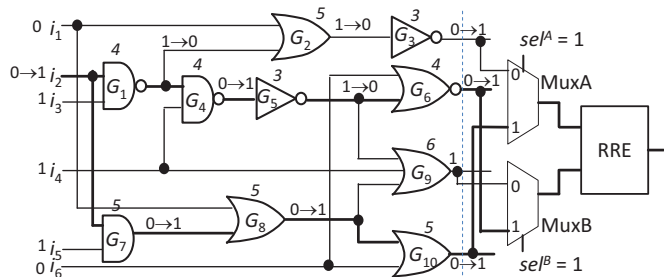 0 i1
5
G2
1→0
3
G3
0→1
selA = 1
4
1→0
0→1 i2
G1
4
G4
0→1
3
G5
1→0
4
G6
0→1
0
MuxA
1 i3
1
RRE
1 i4
6
G9
1
0
5
G7
0→1
5
G8
0→1
5
G10
0→1
1
MuxB
1 i5
0 i6
selB = 1